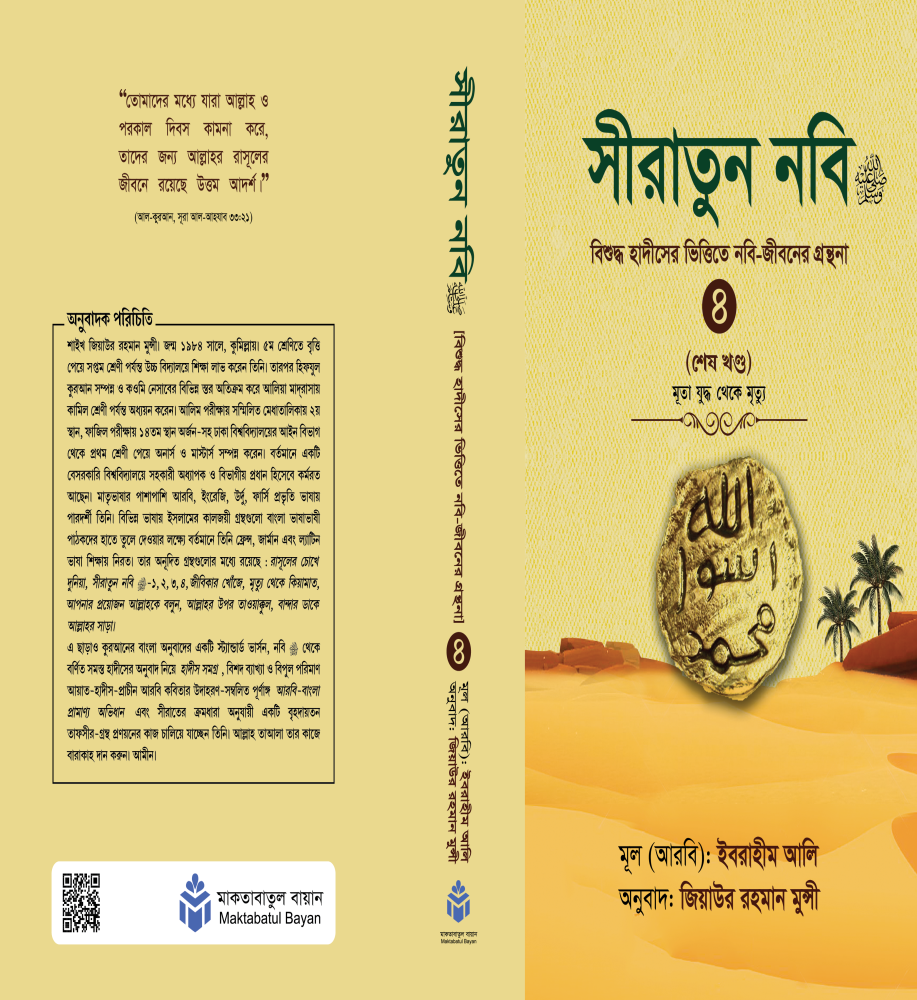 “তোমাদের মধ্যে যারা আল্লাহ ও
পরকাল দিবস কামনা করে,
তাদের জন্য আল্লাহর রাসূলের
জীবনে রয়েছে উত্তম আদর্শ।”
(আল-কুরআন, সূরা আল-আহযাব ৩৩:২১)
অনুবাদক পরিচিতি
শাইখ জিয়াউর রহমান মুন্সী। জন্ম ১৯৮৪ সালে, কুমিল্লায়। ৫ম শ্রেণিতে বৃত্তি
পেয়ে সপ্তম শ্রেণী পর্যন্ত উচ্চ বিদ্যালয়ে শিক্ষা লাভ করেন তিনি। তারপর হিফযুল
কুরআন সম্পন্ন ও কওমি নেসাবের বিভিন্ন স্তর অতিক্রম করে আলিয়া মাদ্রাসায়
কামিল শ্রেণী পর্যন্ত অধ্যয়ন করেন। আলিম পরীক্ষায় সম্মিলিত মেধাতালিকায় ২য়
স্থান, ফাজিল পরীক্ষায় ১৪তম স্থান অর্জন-সহ ঢাকা বিশ্ববিদ্যালয়ের আইন বিভাগ
থেকে প্রথম শ্রেণী পেয়ে অনার্স ও মাস্টার্স সম্পন্ন করেন। বর্তমানে একটি
বেসরকারি বিশ্ববিদ্যালয়ে সহকারী অধ্যাপক ও বিভাগীয় প্রধান হিসেবে কর্মরত
আছেন। মাতৃভাষার পাশাপাশি আরবি, ইংরেজি, উর্দু, ফার্সি প্রভৃতি ভাষায়
পারদর্শী তিনি। বিভিন্ন ভাষায় ইসলামের কালজয়ী গ্রন্থগুলো বাংলা ভাষাভাষী
পাঠকদের হাতে তুলে দেওয়ার লক্ষ্যে বর্তমানে তিনি ফ্রেন্স, জার্মান এবং ল্যাটিন
ভাষা শিক্ষায় নিরত। তার অনূদিত গ্রন্থগুলোর মধ্যে রয়েছে : রাসূলের চোখে
দুনিয়া, সীরাতুন নবি ﷺ-১, ২, ৩, ৪, জীবিকার খোঁজে, মৃত্যু থেকে কিয়ামাত,
আপনার প্রয়োজন আল্লাহকে বলুন, আল্লাহর উপর তাওয়াক্কুল, বান্দার ডাকে
আল্লাহর সাড়া।
এ ছাড়াও কুরআনের বাংলা অনুবাদের একটি স্ট্যান্ডার্ড ভার্সন, নবি ﷺ থেকে
বর্ণিত সমস্ত হাদীসের অনুবাদ নিয়ে হাদীস সমগ্র , বিশদ ব্যাখ্যা ও বিপুল পরিমাণ
আয়াত-হাদীস-প্রাচীন আরবি কবিতার উদাহরণ-সম্বলিত পূর্ণাঙ্গ আরবি-বাংলা
প্রামাণ্য অভিধান এবং সীরাতের ক্রমধারা অনুযায়ী একটি বৃহদায়তন
তাফসীর-গ্রন্থ প্রণয়নের কাজ চালিয়ে যাচ্ছেন তিনি। আল্লাহ তাআলা তার কাজে
বারাকাহ দান করুন। আমীন।
মাকতাবাতুল বায়ান
Maktabatul Bayan
সীরাতুন নবি ﷺ
[বিশুদ্ধ হাদীসের ভিত্তিতে নবি-জীবনের গ্রন্থনা]
৪
মূল (আরবি): ইবরাহীম আলি
অনুবাদ: জিয়াউর রহমান মুন্সী
মাকতাবাতুল বায়ান
Maktabatul Bayan
সীরাতুন নবি ﷺ
বিশুদ্ধ হাদীসের ভিত্তিতে নবি-জীবনের গ্রন্থনা
৪
(শেষ খণ্ড)
মূতা যুদ্ধ থেকে মৃত্যু
الله
رسول
محمد
মূল (আরবি): ইবরাহীম আলি
অনুবাদ: জিয়াউর রহমান মুন্সী